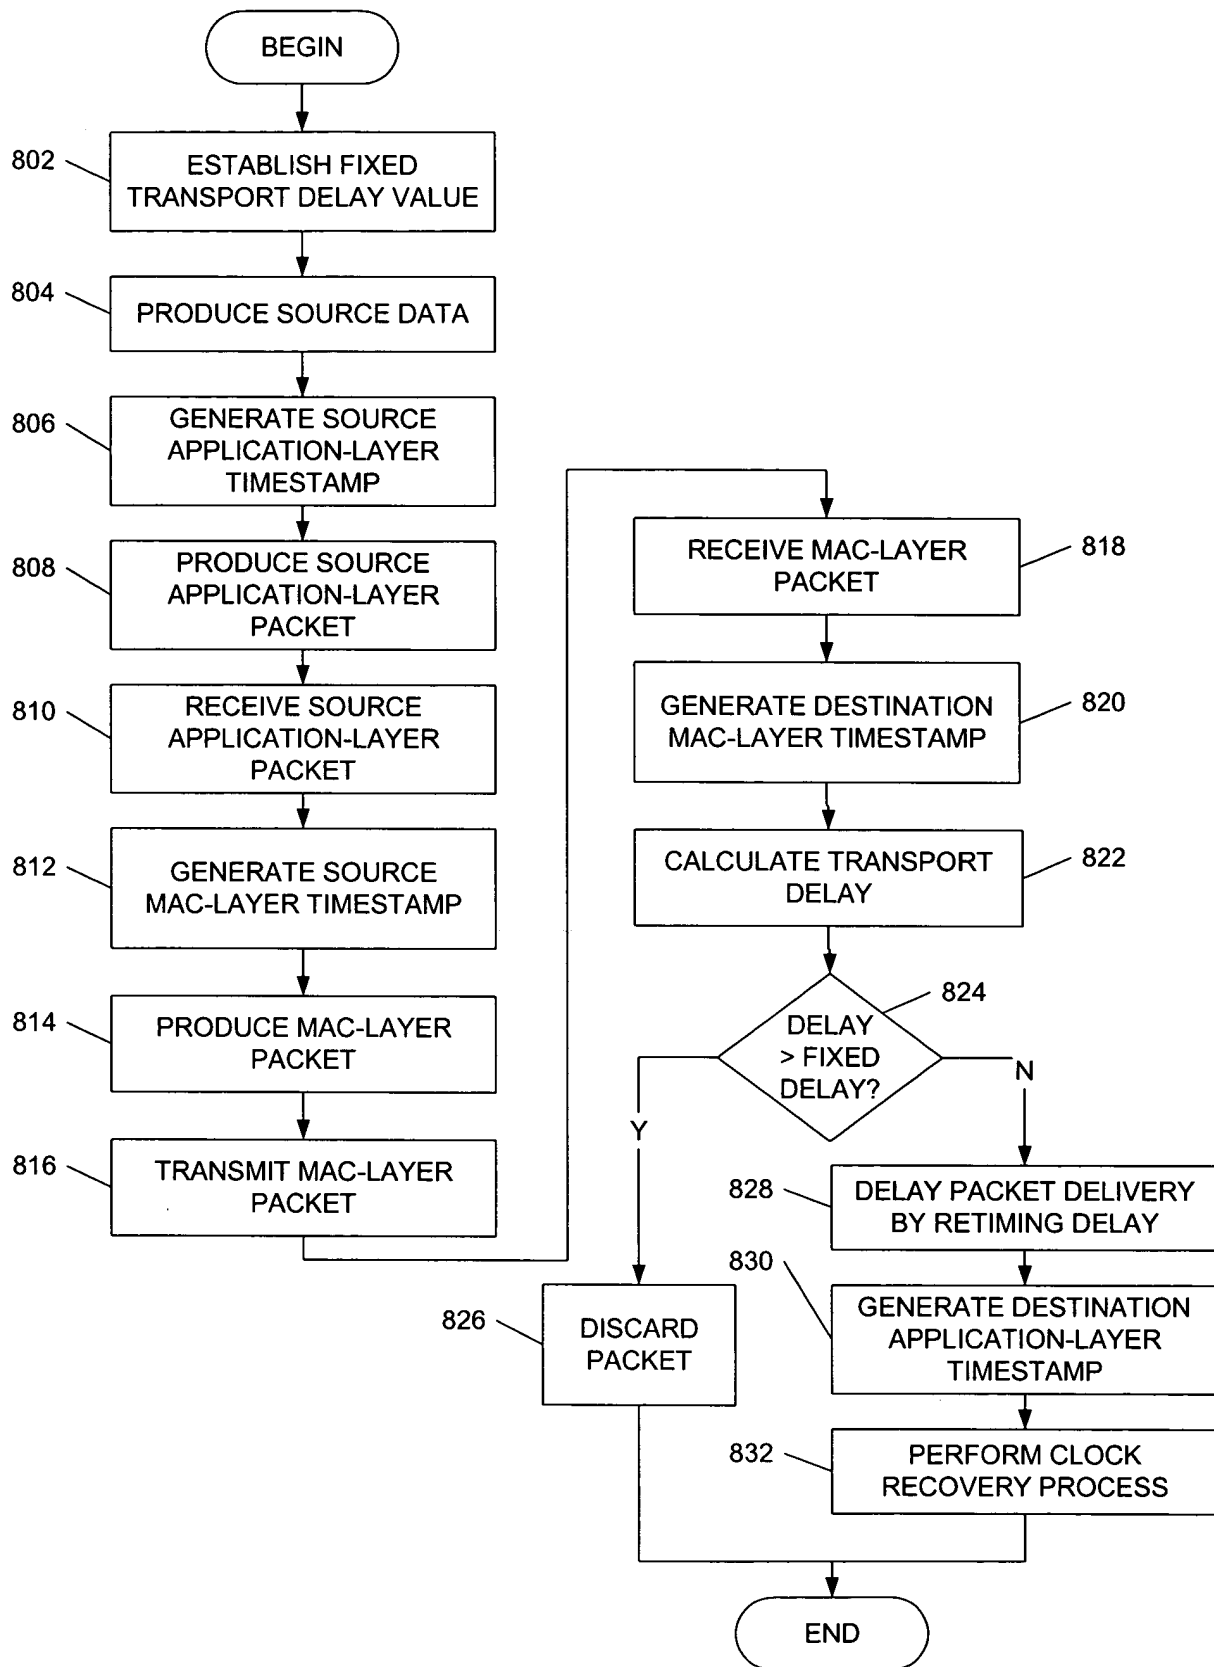 BEGIN
802
ESTABLISH FIXED
TRANSPORT DELAY VALUE
804
PRODUCE SOURCE DATA
806
GENERATE SOURCE
APPLICATION-LAYER
TIMESTAMP
808
PRODUCE SOURCE
APPLICATION-LAYER
PACKET
810
RECEIVE SOURCE
APPLICATION-LAYER
PACKET
812
GENERATE SOURCE
MAC-LAYER TIMESTAMP
814
PRODUCE MAC-LAYER
PACKET
816
TRANSMIT MAC-LAYER
PACKET
RECEIVE MAC-LAYER
PACKET
818
GENERATE DESTINATION
MAC-LAYER TIMESTAMP
820
CALCULATE TRANSPORT
DELAY
822
824
DELAY
> FIXED
DELAY?
Y
N
826
DISCARD
PACKET
828
DELAY PACKET DELIVERY
BY RETIMING DELAY
830
GENERATE DESTINATION
APPLICATION-LAYER
TIMESTAMP
832
PERFORM CLOCK
RECOVERY PROCESS
END